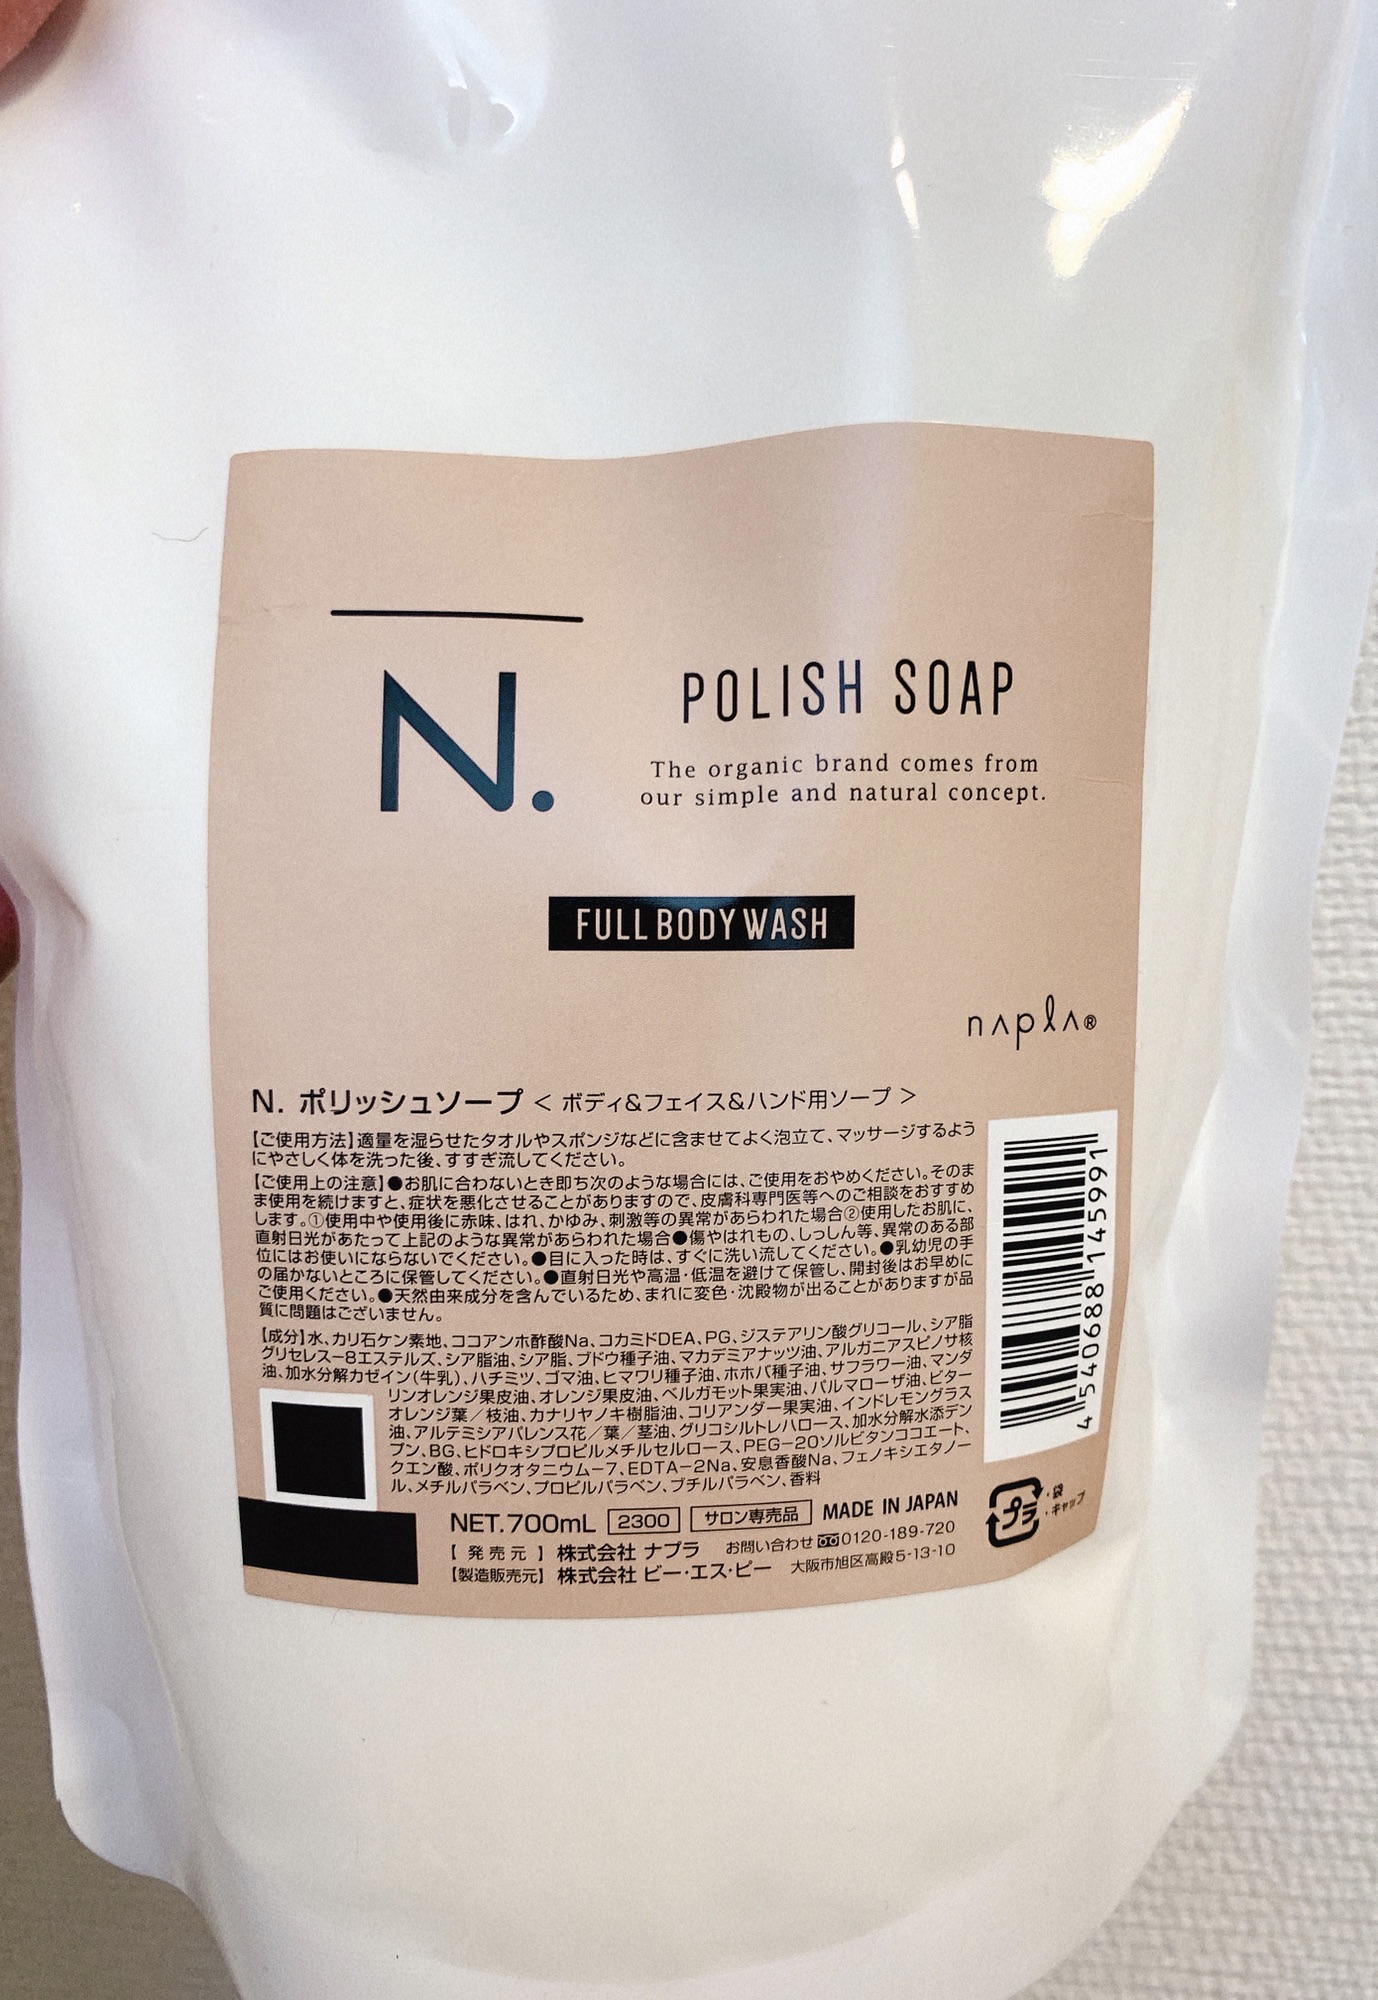 N.
POLISH SOAP
The organic brand comes from
our simple and natural concept.
FULL BODY WASH
napla®
N. ポリッシュソープ < ボディ&フェイス&ハンド用ソープ >
【ご使用方法】適量を湿らせたタオルやスポンジなどに含ませてよく泡立て、マッサージするよう
にやさしく体を洗った後、すすぎ流してください。
【ご使用上の注意】●お肌に合わないとき即ち次のような場合には、ご使用をおやめください。そのま
ま使用を続けますと、症状を悪化させることがありますので、皮膚科専門医等へのご相談をおすすめ
します。①使用中や使用後に赤味、はれ、かゆみ、刺激等の異常があらわれた場合②使用したお肌に、
直射日光があたって上記のような異常があらわれた場合●傷やはれもの、しっしん等、異常のある部
位にはお使いにならないでください。●目に入った時は、すぐに洗い流してください。●乳幼児の手
の届かないところに保管してください。●直射日光や高温・低温を避けて保管し、開封後はお早めに
ご使用ください。●天然由来成分を含んでいるため、まれに変色・沈殿物が出ることがありますが品
質に問題はございません。
【成分】水、カリ石ケン素地、ココアンホ酢酸Na、コカミドDEA、PG、ジステアリン酸グリコール、シア脂
グリセレス-8エステルズ、シア脂油、シア脂、ブドウ種子油、マカデミアナッツ油、アルガニアスピノサ核
油、加水分解カゼイン(牛乳)、ハチミツ、ゴマ油、ヒマワリ種子油、ホホバ種子油、サフラワー油、マンダ
リンオレンジ果皮油、オレンジ果皮油、ベルガモット果実油、パルマローザ油、ビター
オレンジ葉/枝油、カナリヤノキ樹脂油、コリアンダー果実油、インドレモングラス
油、アルテミシアパレンス花/葉/茎油、グリコシルトレハロース、加水分解水添デン
プン、BG、ヒドロキシプロピルメチルセルロース、PEG-20ソルビタンココエート、
クエン酸、ポリクオタニウム-7、EDTA-2Na、安息香酸Na、フェノキシエタノー
ル、メチルパラベン、プロピルパラベン、ブチルパラベン、香料
4540688145991
NET.700mL 2300 サロン専売品 MADE IN JAPAN
【発売元】株式会社 ナプラ お問い合わせ 0120-189-720
【製造販売元】株式会社 ビー・エス・ピー 大阪市旭区高殿5-13-10
プラ
・袋
・キャップ